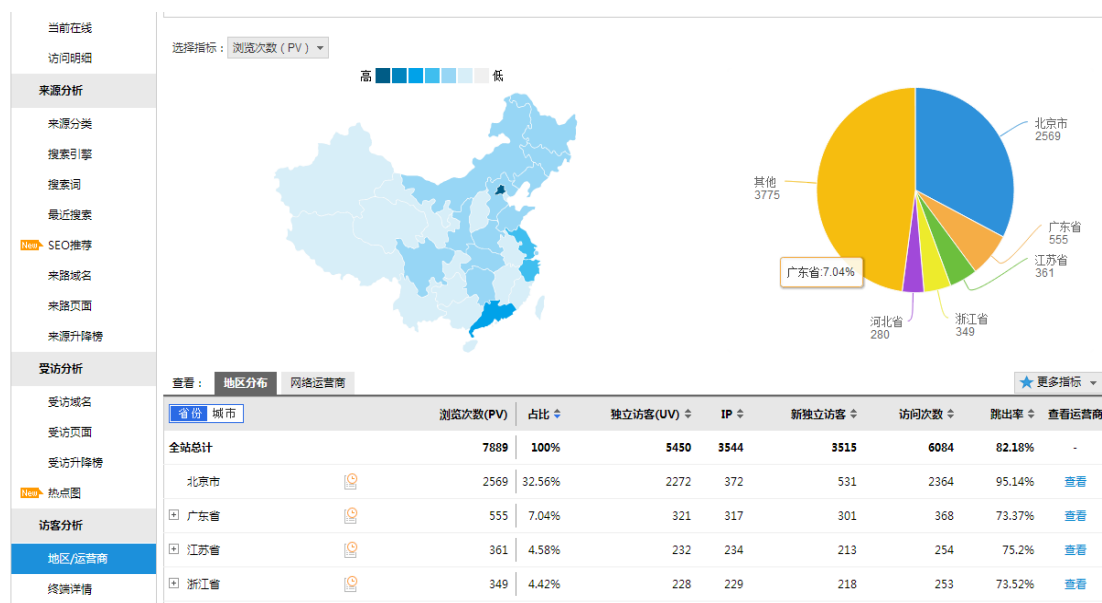 当前在线
访问明细
来源分析
来源分类
搜索引擎
搜索词
最近搜索
New SEO推荐
来路域名
来路页面
来源升降榜
受访分析
受访域名
受访页面
受访升降榜
New 热点图
访客分析
地区/运营商
终端详情
选择指标： 浏览次数（PV）
高 低
北京市
2569
广东省
555
江苏省
361
浙江省
349
河北省
280
其他
3775
广东省:7.04%
查看： 地区分布 网络运营商 更多指标
省份 城市 浏览次数(PV) 占比 独立访客(UV) IP 新独立访客 访问次数 跳出率 查看运营商
全站总计 7889 100% 5450 3544 3515 6084 82.18% -
北京市 2569 32.56% 2272 372 531 2364 95.14% 查看
广东省 555 7.04% 321 317 301 368 73.37% 查看
江苏省 361 4.58% 232 234 213 254 75.2% 查看
浙江省 349 4.42% 228 229 218 253 73.52% 查看